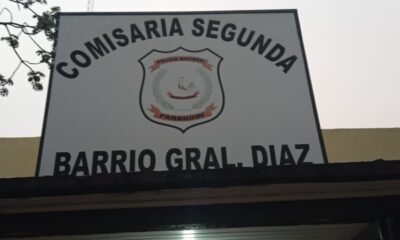 COMISARIA SEGUNDA
POLICIA NACIONAL
PARAGUAY
BARRIO GRAL. DIAZ